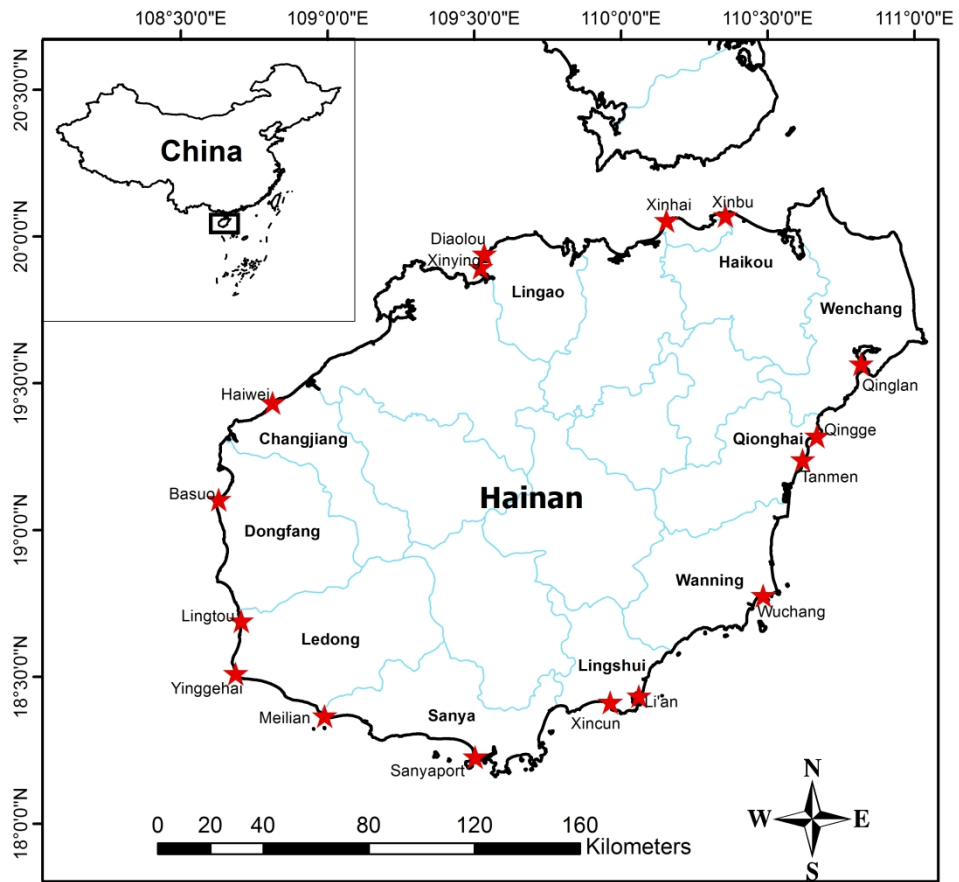 108°30'0"E 109°0'0"E 109°30'0"E 110°0'0"E 110°30'0"E 111°0'0"E
20°30'0"N
20°0'0"N
19°30'0"N
19°0'0"N
18°30'0"N
18°0'0"N
China
Xinhai
Xinbu
Diaolou
Xinying
Haikou
Lingao
Wenchang
Qinglan
Haiwei
Changjiang
Qionghai
Qingge
Tanmen
Basuo
Hainan
Dongfang
Wanning
Wuchang
Lingtou
Ledong
Lingshui
Yinggehai
Li'an
Meilian
Sanya
Xincun
Sanyaport
N
W E
S
0 20 40 80 120 160
Kilometers